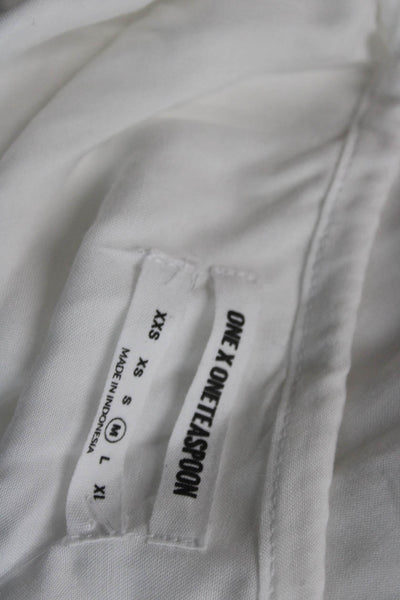 ONE X ONETEASPOON
XXS XS S M L XL
MADE IN INDONESIA